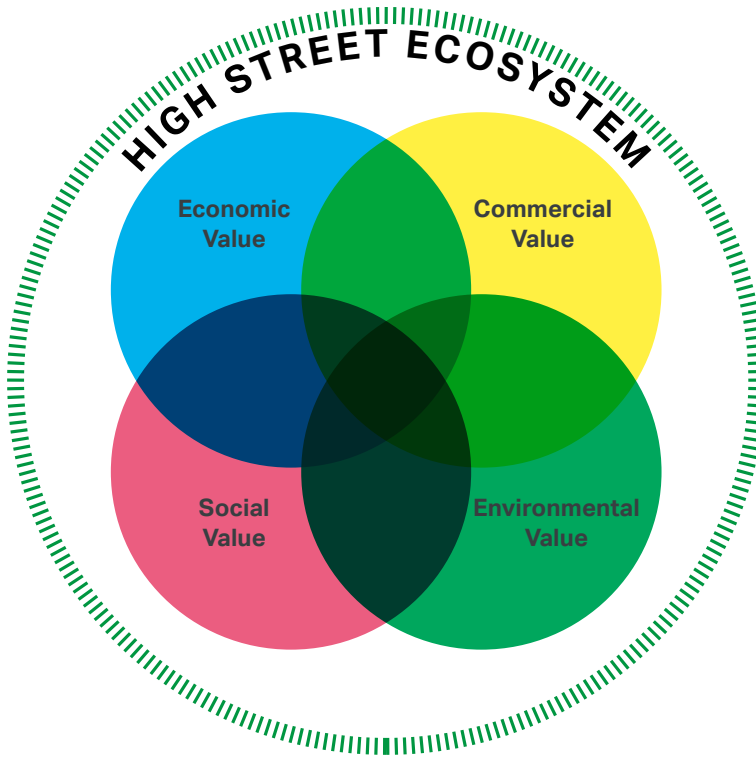 HIGH STREET ECOSYSTEM
Economic
Value
Commercial
Value
Social
Value
Environmental
Value